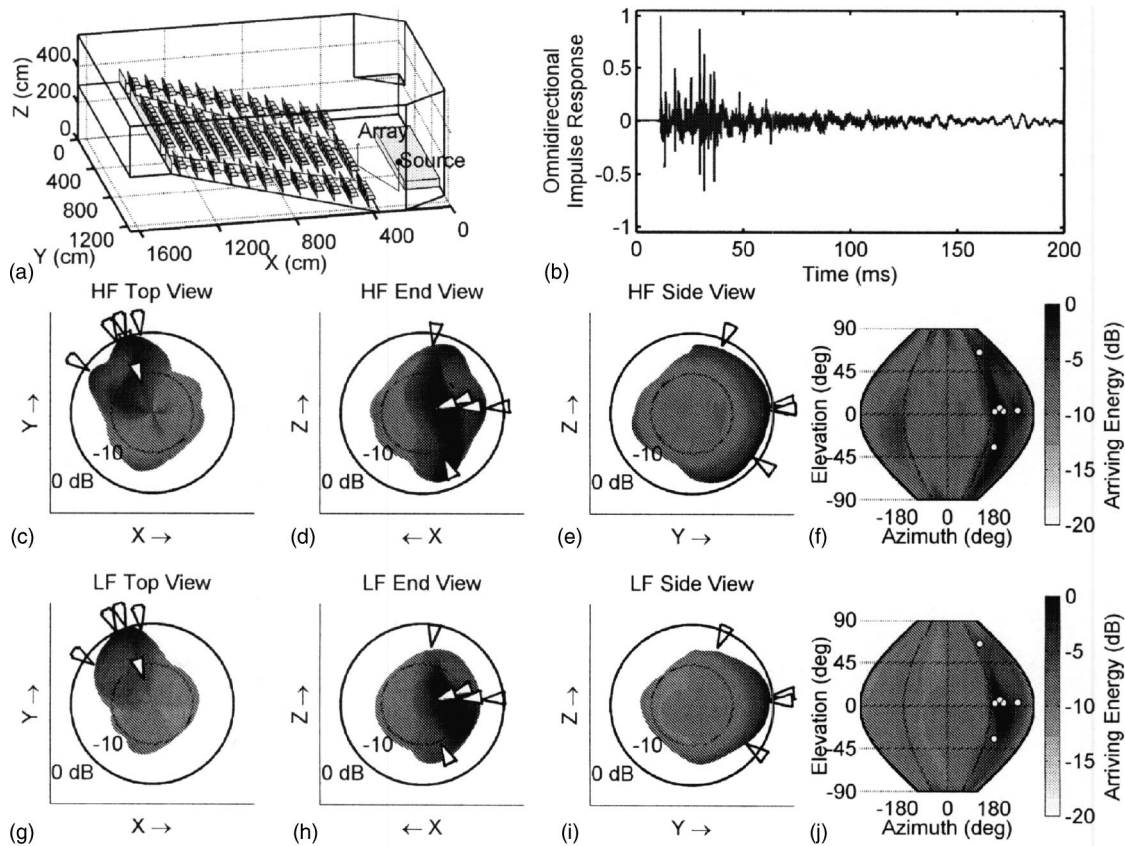 Z (cm)
400
200
0
0
400
800
1200
Y (cm)
1600
1200
800
400
0
X (cm)
Array
Source
(a)
Omnidirectional
Impulse Response
1
0.5
0
-0.5
-1
0
50
100
150
200
Time (ms)
(b)
HF Top View
Y →
-10
0 dB
X →
(c)
HF End View
Z →
-10
0 dB
← X
(d)
HF Side View
Z →
-10
0 dB
Y →
(e)
Elevation (deg)
90
45
0
-45
-90
-180 0 180
Azimuth (deg)
(f)
0
-5
-10
-15
-20
Arriving Energy (dB)
LF Top View
Y →
-10
0 dB
X →
(g)
LF End View
Z →
-10
0 dB
← X
(h)
LF Side View
Z →
-10
0 dB
Y →
(i)
Elevation (deg)
90
45
0
-45
-90
-180 0 180
Azimuth (deg)
(j)
0
-5
-10
-15
-20
Arriving Energy (dB)